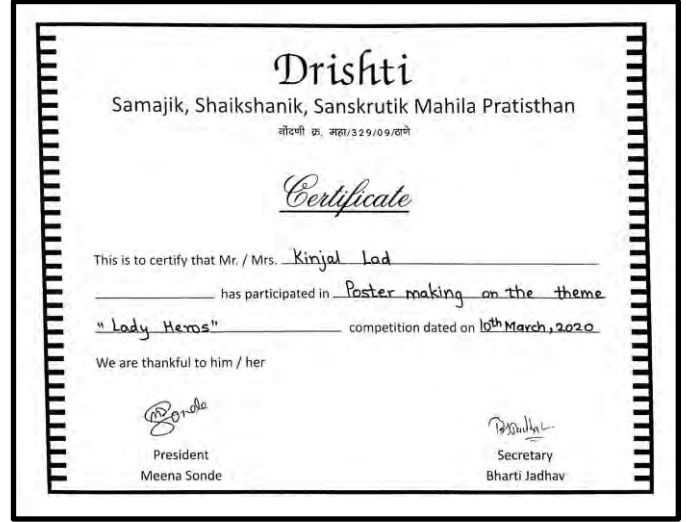 Drishti
Samajik, Shaikshanik, Sanskrutik Mahila Pratisthan
नोंदणी क्र. महा/329/09/ठाणे
Certificate
This is to certify that Mr. / Mrs. Kinjal Lad
has participated in Poster making on the theme
"Lady Heros" competition dated on 10th March, 2020
We are thankful to him / her
Sonde
President Secretary
Meena Sonde Bharti Jadhav